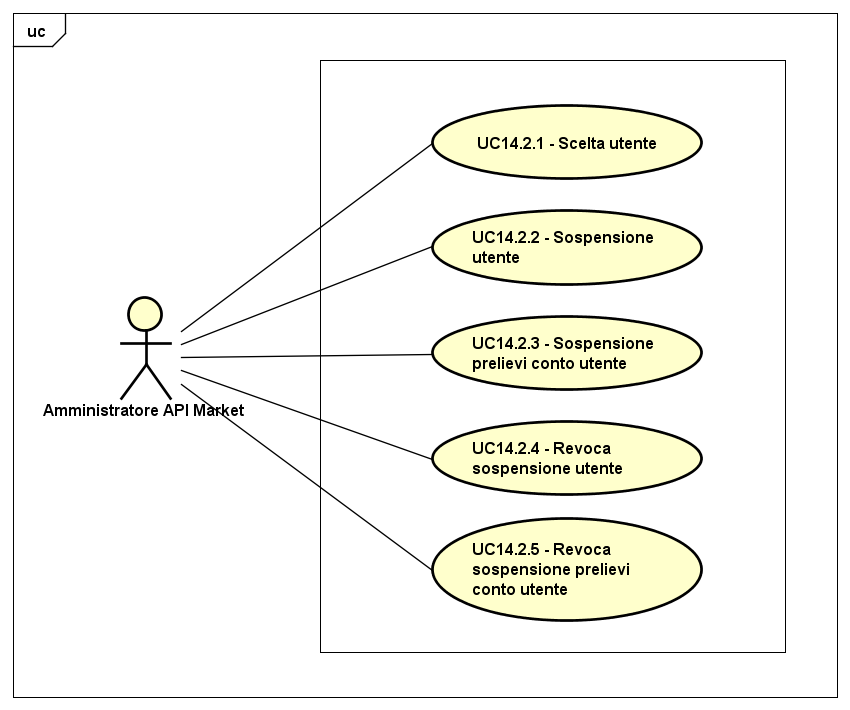 uc
UC14.2.1 - Scelta utente
UC14.2.2 - Sospensione
utente
UC14.2.3 - Sospensione
prelievi conto utente
Amministratore API Market
UC14.2.4 - Revoca
sospensione utente
UC14.2.5 - Revoca
sospensione prelievi
conto utente